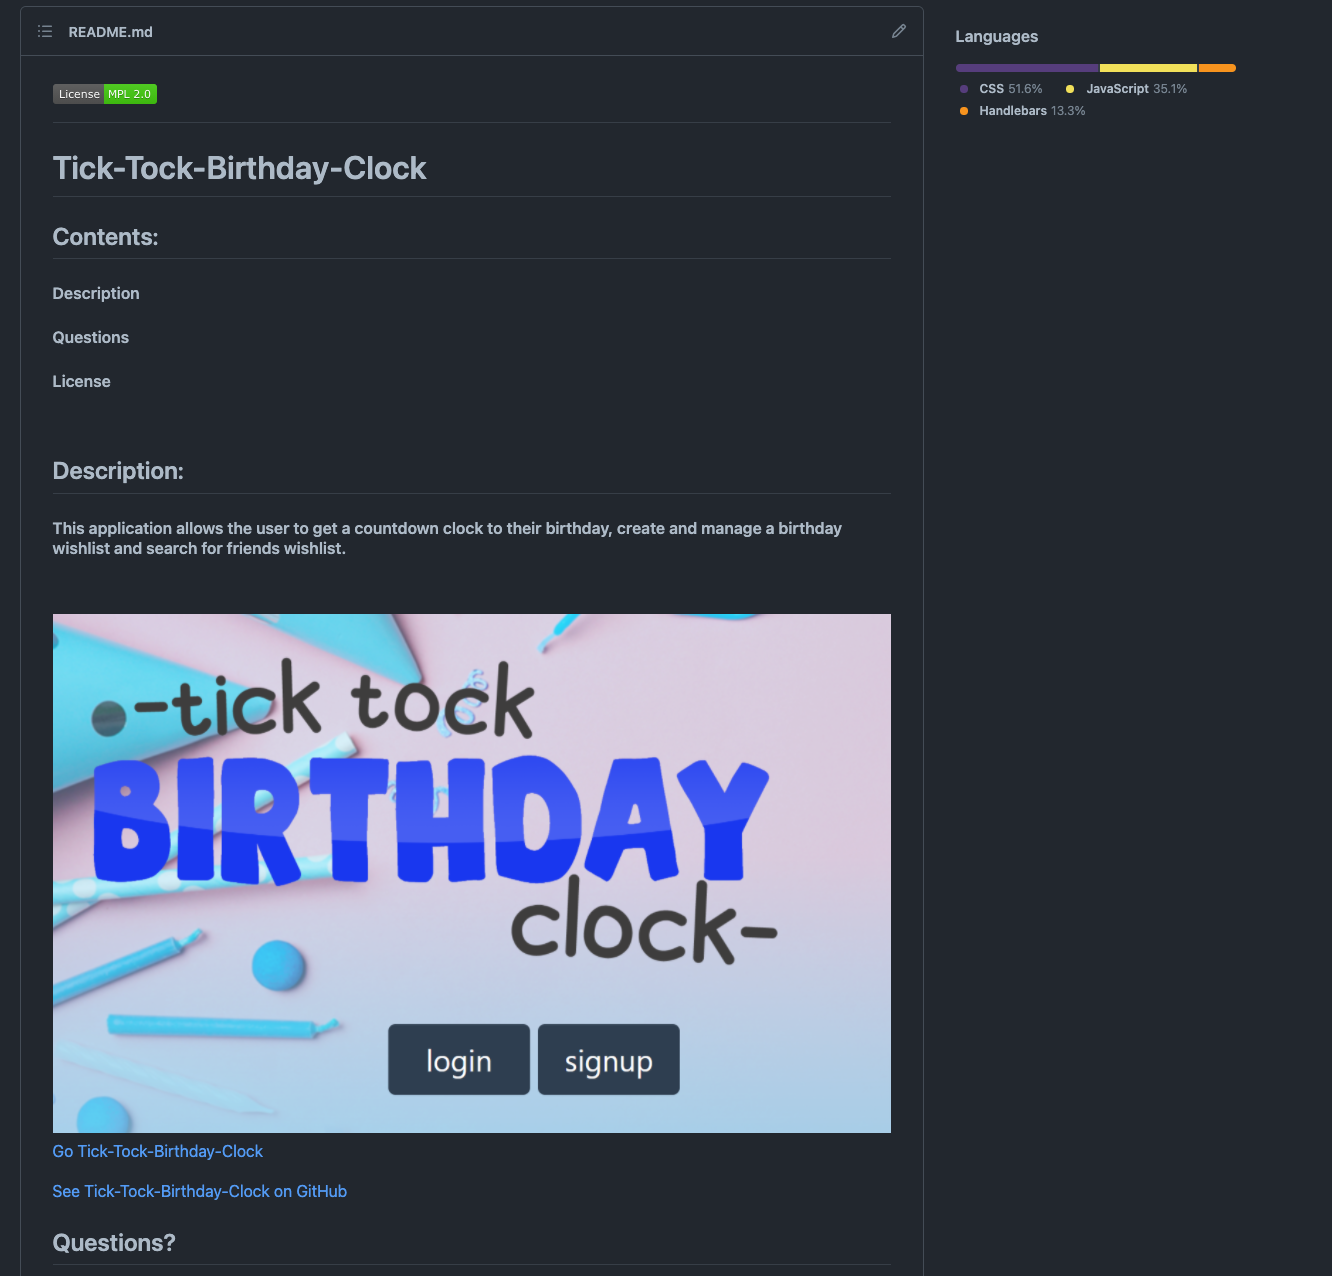 README.md
License MPL 2.0
Tick-Tock-Birthday-Clock
Contents:
Description
Questions
License
Description:
This application allows the user to get a countdown clock to their birthday, create and manage a birthday
wishlist and search for friends wishlist.
-tick tock
BIRTHDAY
clock-
login signup
Go Tick-Tock-Birthday-Clock
See Tick-Tock-Birthday-Clock on GitHub
Questions?
Languages
CSS 51.6% JavaScript 35.1%
Handlebars 13.3%